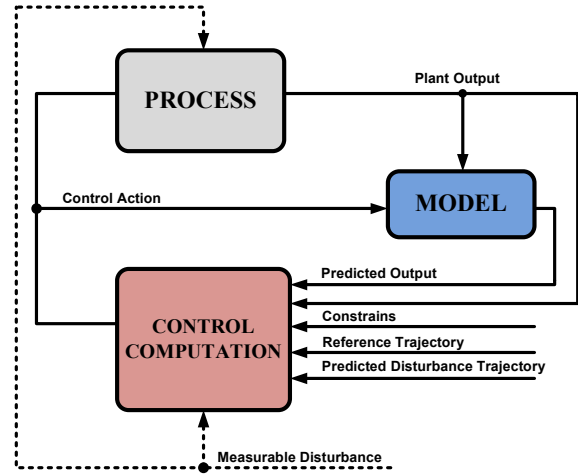 Plant Output
PROCESS
Control Action
MODEL
Predicted Output
CONTROL
COMPUTATION
Constrains
Reference Trajectory
Predicted Disturbance Trajectory
Measurable Disturbance